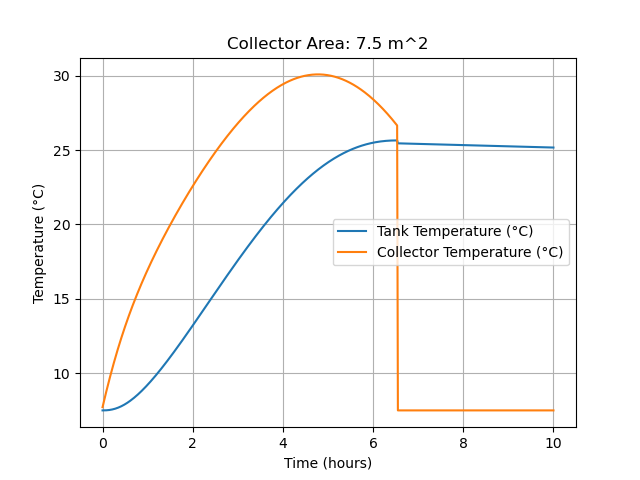 Collector Area: 7.5 m^2
Temperature (°C)
30
25
20
15
10
Tank Temperature (°C)
Collector Temperature (°C)
0 2 4 6 8 10
Time (hours)